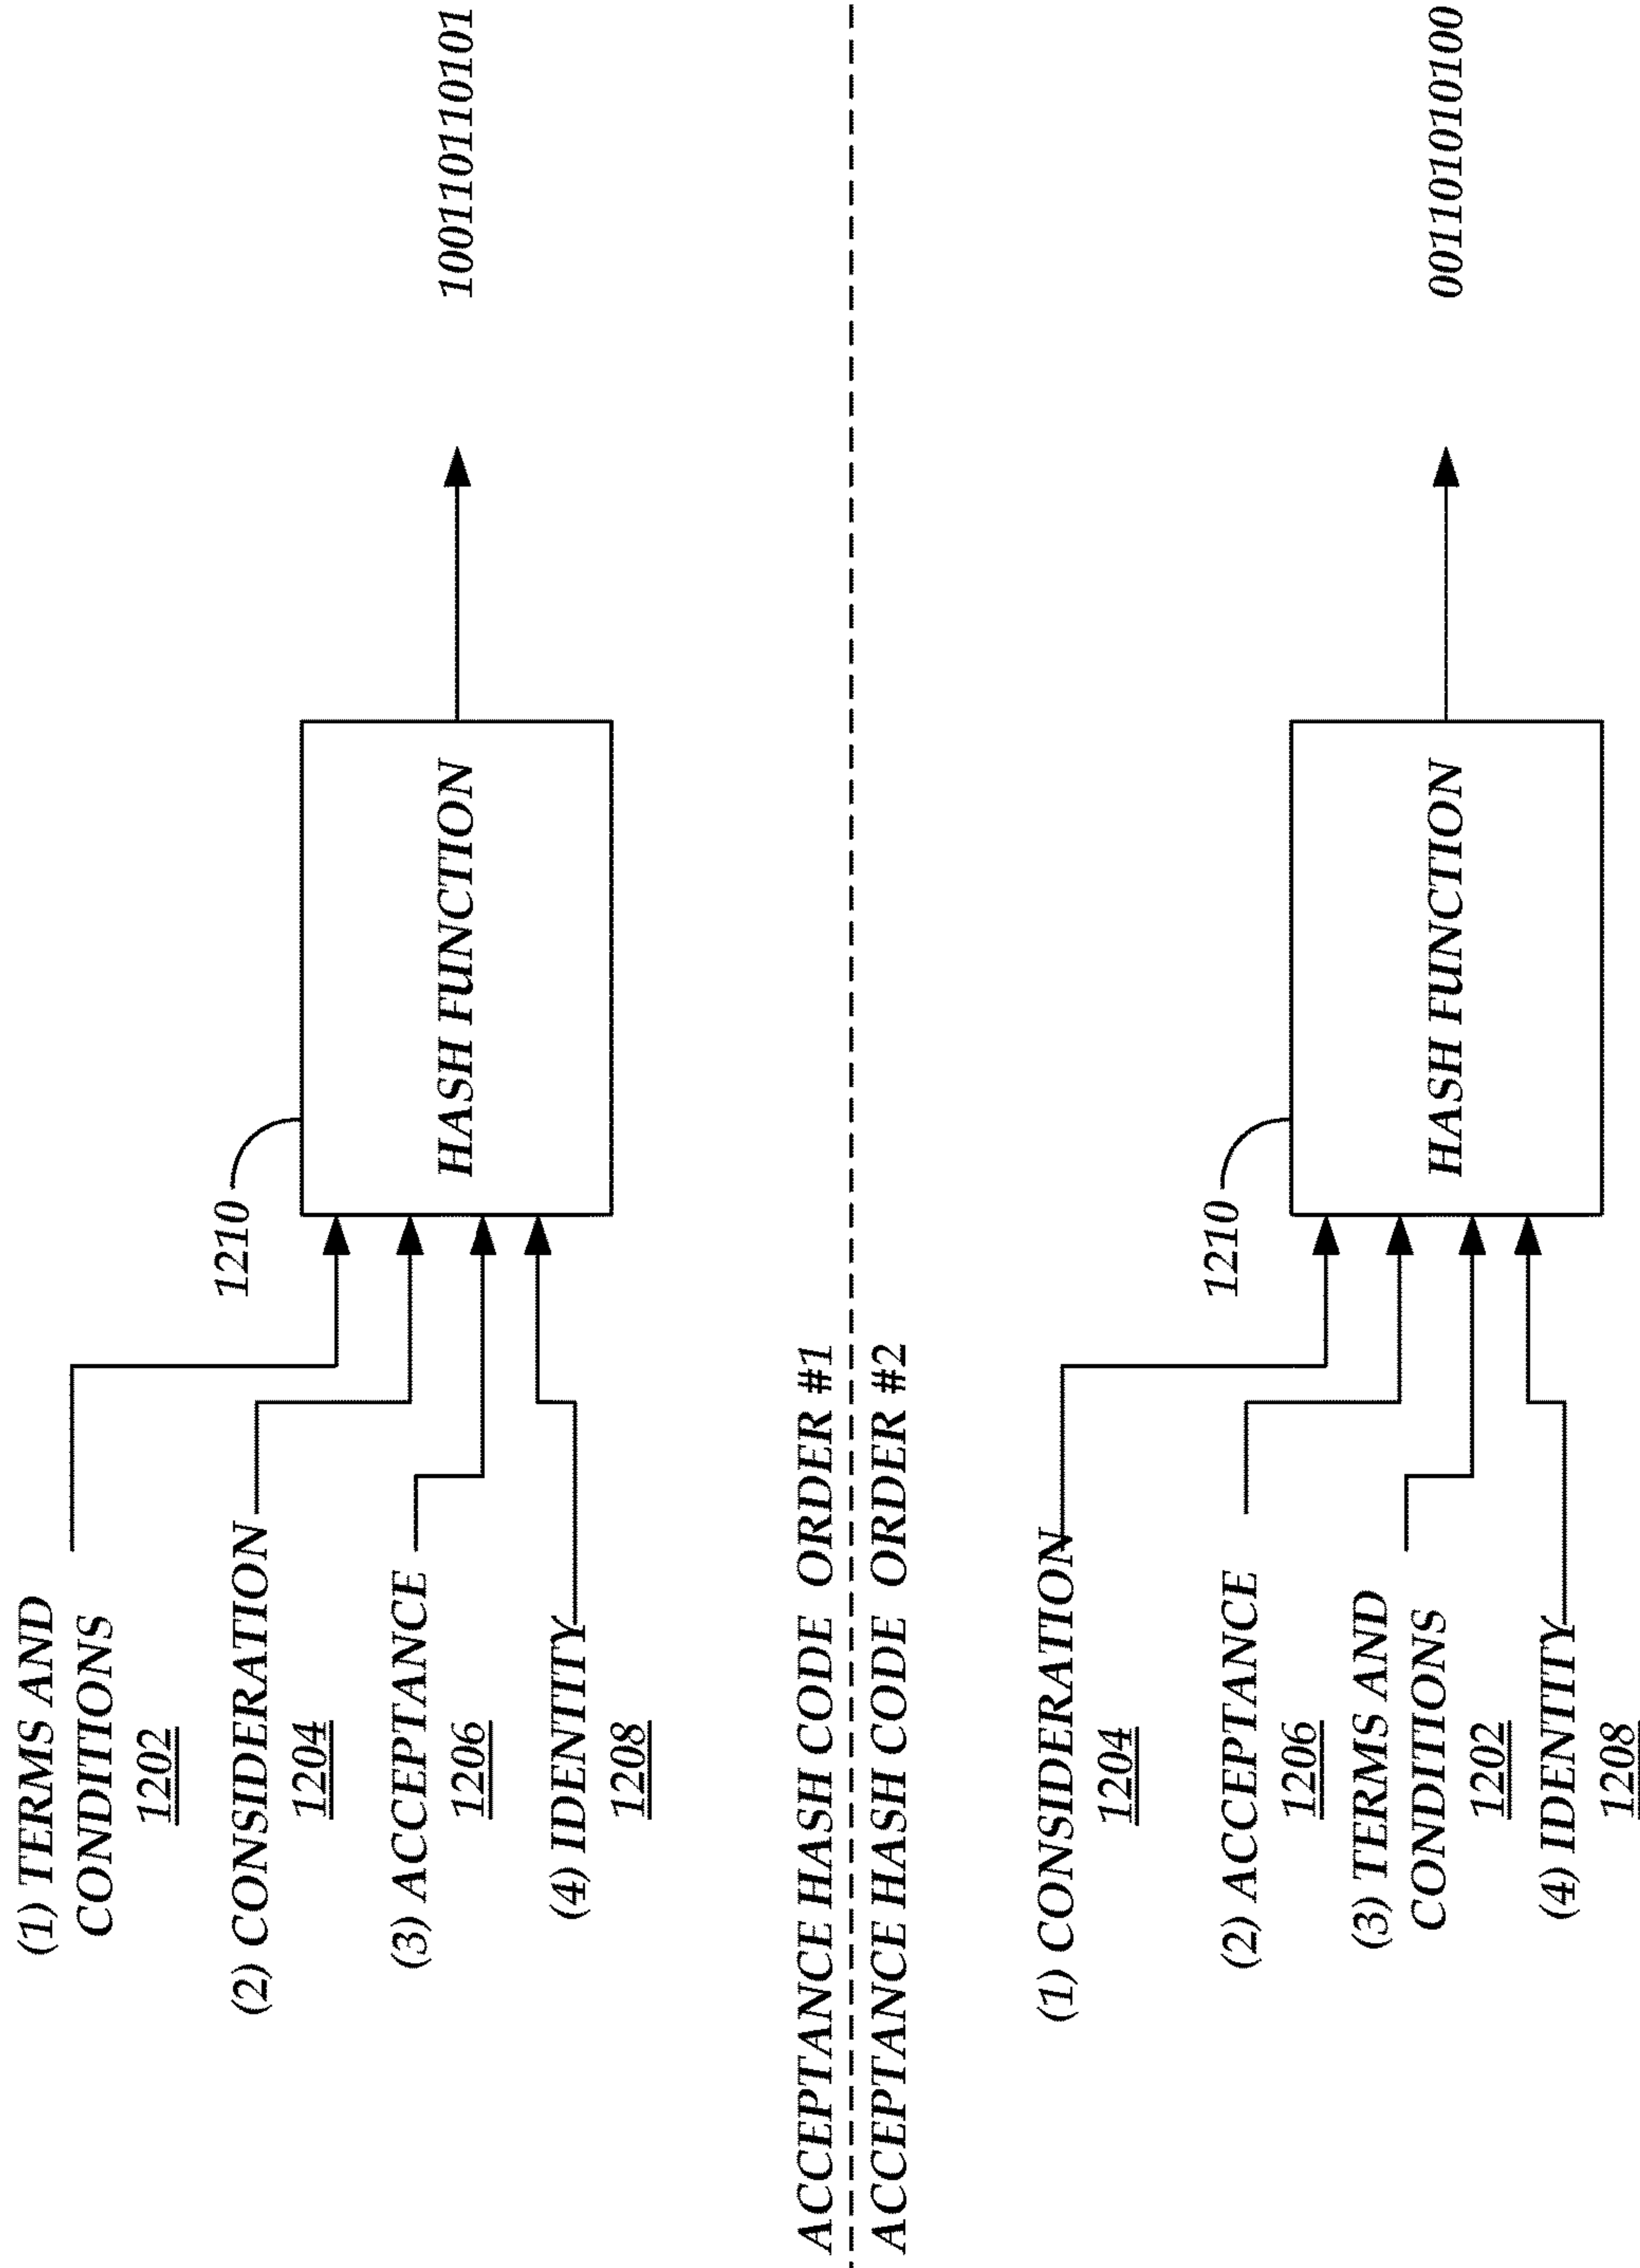 (1) TERMS AND
CONDITIONS
1202
(2) CONSIDERATION
1204
(3) ACCEPTANCE
1206
(4) IDENTITY
1208
1210
HASH FUNCTION
100110110101
ACCEPTANCE HASH CODE ORDER #1
ACCEPTANCE HASH CODE ORDER #2
(1) CONSIDERATION
1204
(2) ACCEPTANCE
1206
(3) TERMS AND
CONDITIONS
1202
(4) IDENTITY
1208
1210
HASH FUNCTION
001101010100